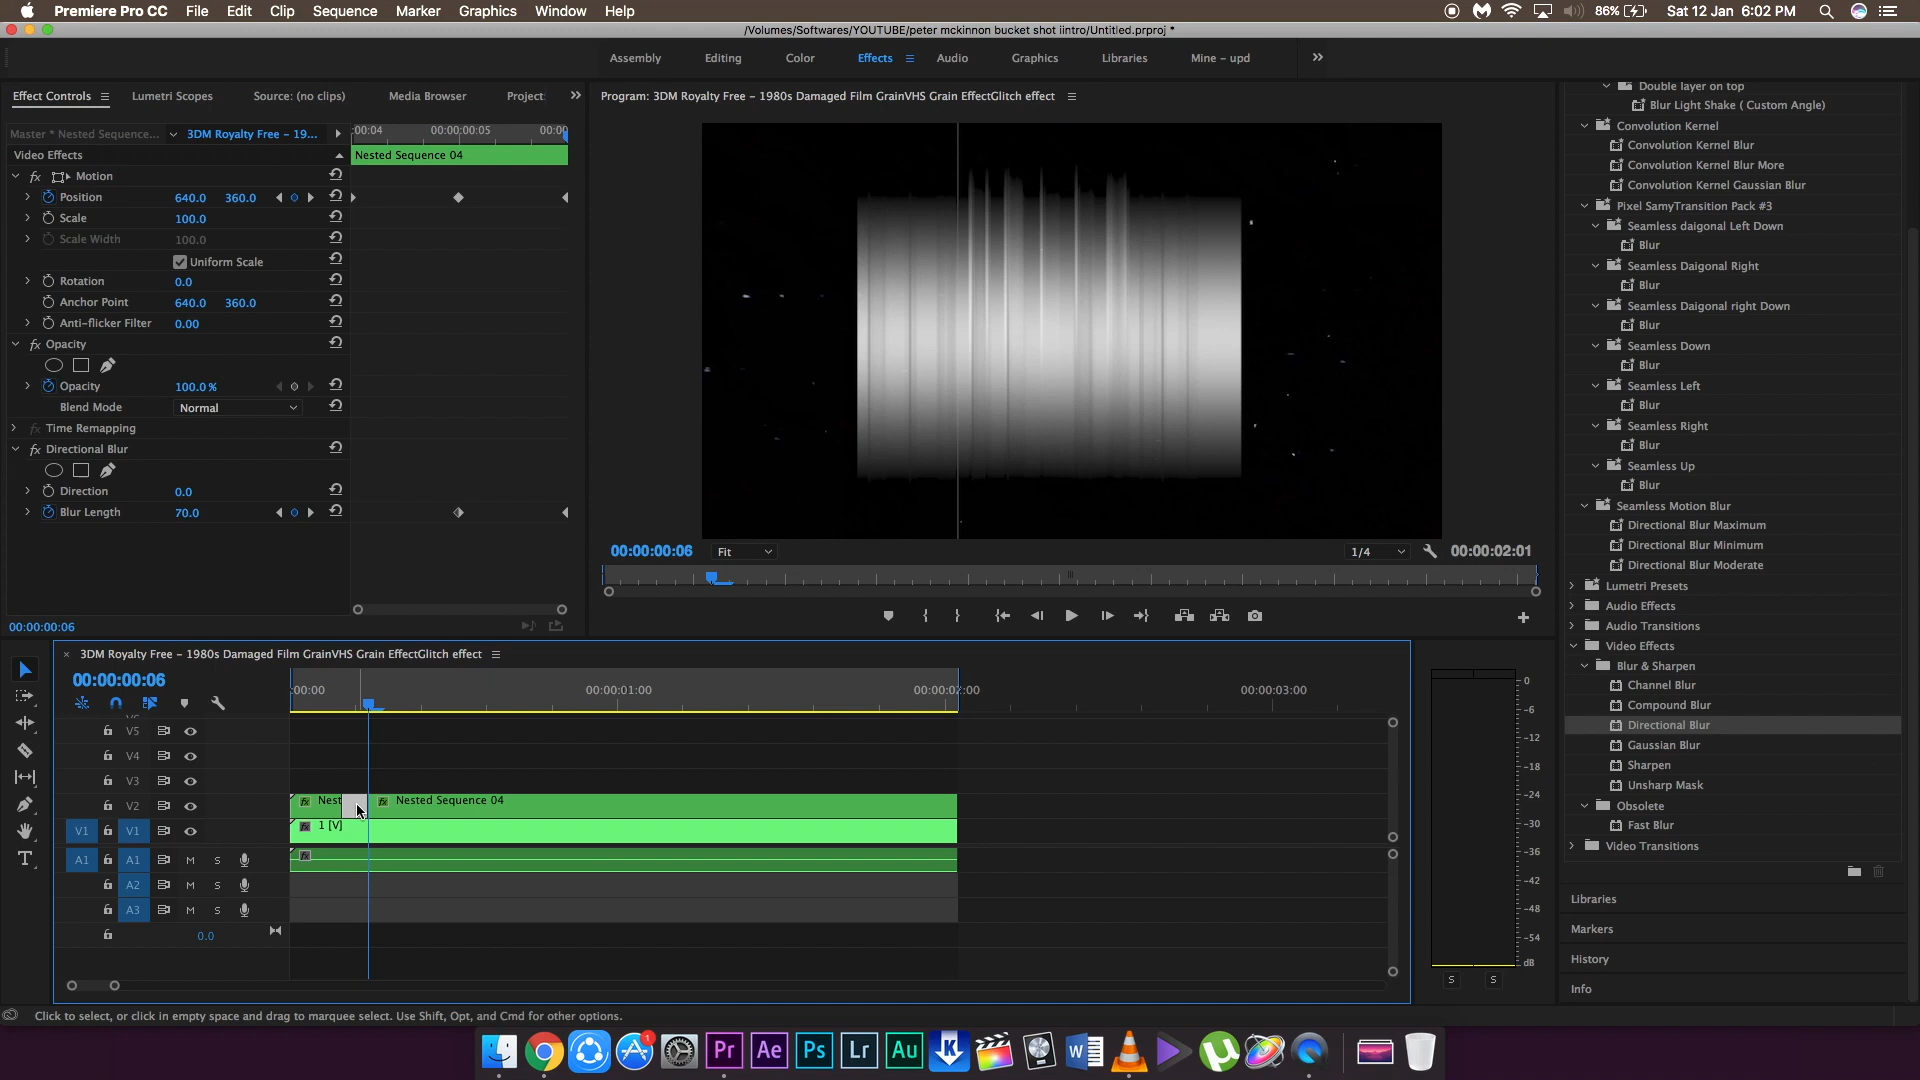 Premiere Pro CC File Edit Clip Sequence Marker Graphics Window Help 86% Sat 12 Jan 6:02 PM
/Volumes/Softwares/YOUTUBE/peter mckinnon bucket shot iintro/Untitled.prproj *
Assembly Editing Color Effects Audio Graphics Libraries Mine - upd
Effect Controls Lumetri Scopes Source: (no clips) Media Browser Project
Program: 3DM Royalty Free - 1980s Damaged Film GrainVHS Grain EffectGlitch effect
Master * Nested Sequence... 3DM Royalty Free - 19... :00:04 00:00:00:05 00:00
Video Effects Nested Sequence 04
fx Motion
Position 640.0 360.0
Scale 100.0
Scale Width 100.0
Uniform Scale
Rotation 0.0
Anchor Point 640.0 360.0
Anti-flicker Filter 0.00
fx Opacity
Opacity 100.0%
Blend Mode Normal
fx Time Remapping
fx Directional Blur
Direction 0.0
Blur Length 70.0
00:00:00:06
00:00:00:06 Fit 1/4 00:00:02:01
Double layer on top
Blur Light Shake ( Custom Angle)
Convolution Kernel
Convolution Kernel Blur
Convolution Kernel Blur More
Convolution Kernel Gaussian Blur
Pixel SamyTransition Pack #3
Seamless daigonal Left Down
Blur
Seamless Daigonal Right
Blur
Seamless Daigonal right Down
Blur
Seamless Down
Blur
Seamless Left
Blur
Seamless Right
Blur
Seamless Up
Blur
Seamless Motion Blur
Directional Blur Maximum
Directional Blur Minimum
Directional Blur Moderate
Lumetri Presets
Audio Effects
Audio Transitions
Video Effects
Blur & Sharpen
Channel Blur
Compound Blur
Directional Blur
Gaussian Blur
Sharpen
Unsharp Mask
Obsolete
Fast Blur
Video Transitions
Libraries
Markers
History
Info
× 3DM Royalty Free - 1980s Damaged Film GrainVHS Grain EffectGlitch effect
00:00:00:06
:00:00 00:00:01:00 00:00:02:00 00:00:03:00
V5
V4
V3
V2 fx Nest fx Nested Sequence 04
V1 V1 fx 1 [V]
A1 A1 M S fx
A2 M S
A3 M S
0.0
0
-6
-12
-18
-24
-30
-36
-42
-48
-54
dB
S S
Click to select, or click in empty space and drag to marquee select. Use Shift, Opt, and Cmd for other options.
1
Pr Ae Ps Lr Au K W